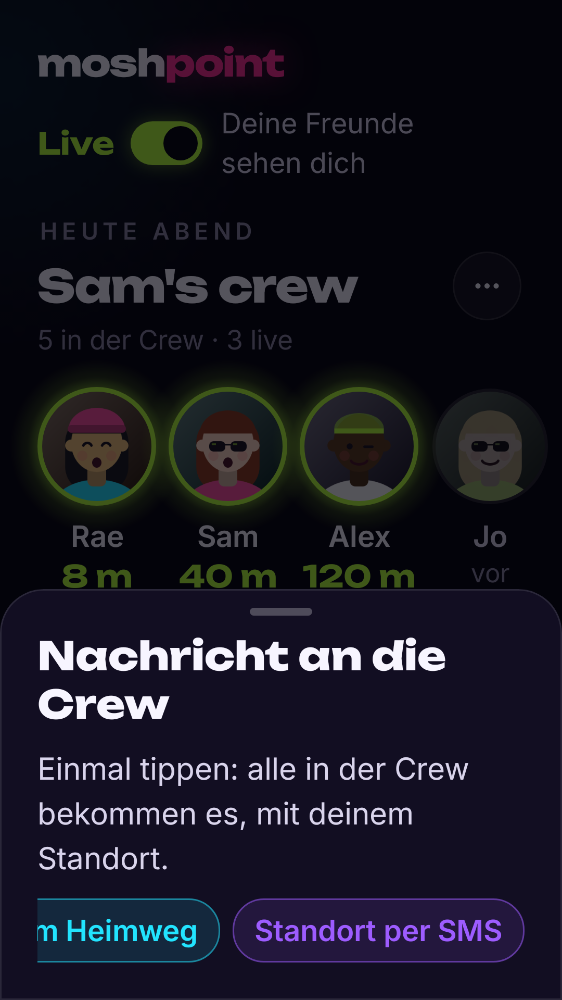 moshpoint
Live
Deine Freunde
sehen dich
HEUTE ABEND
Sam's crew
5 in der Crew · 3 live
Rae
Sam
Alex
Jo
8 m
40 m
120 m
vor
Nachricht an die
Crew
Einmal tippen: alle in der Crew
bekommen es, mit deinem
Standort.
m Heimweg
Standort per SMS